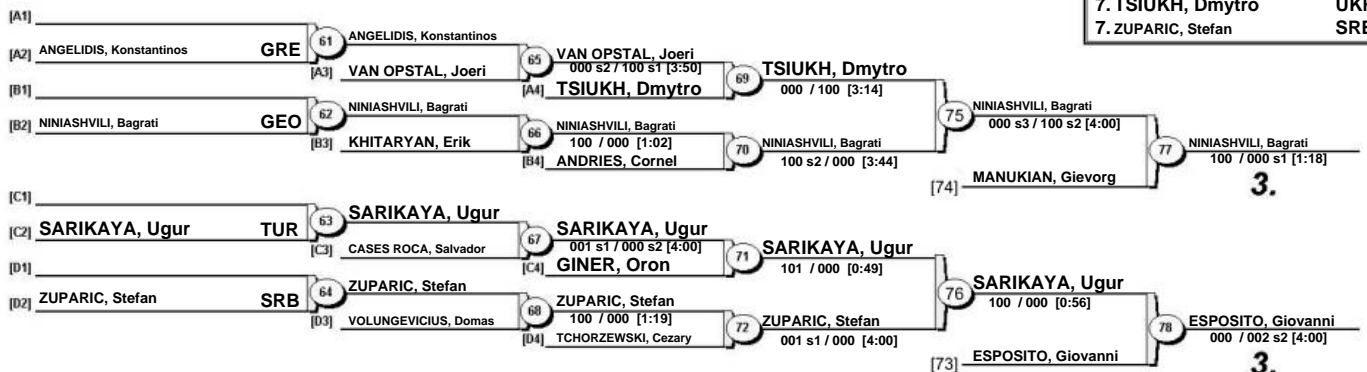 7. TSIUKH, Dmytro
7. ZUPARIC, Stefan SRB
[A1]
[A2] ANGELIDIS, Konstantinos GRE 61 ANGELIDIS, Konstantinos
[A3] VAN OPSTAL, Joeri 65 VAN OPSTAL, Joeri
000 s2 / 100 s1 [3:50]
[A4] TSIUKH, Dmytro 69 TSIUKH, Dmytro
000 / 100 [3:14]
[B1]
[B2] NINIASHVILI, Bagrati GEO 62 NINIASHVILI, Bagrati
[B3] KHITARYAN, Erik 66 NINIASHVILI, Bagrati
100 / 000 [1:02]
[B4] ANDRIES, Cornel 70 NINIASHVILI, Bagrati
100 s2 / 000 [3:44]
75 NINIASHVILI, Bagrati
000 s3 / 100 s2 [4:00]
[74] MANUKIAN, Gievorg 77 NINIASHVILI, Bagrati
100 / 000 s1 [1:18]
3.
[C1]
[C2] SARIKAYA, Ugur TUR 63 SARIKAYA, Ugur
[C3] CASES ROCA, Salvador 67 SARIKAYA, Ugur
001 s1 / 000 s2 [4:00]
[C4] GINER, Oron 71 SARIKAYA, Ugur
101 / 000 [0:49]
[D1]
[D2] ZUPARIC, Stefan SRB 64 ZUPARIC, Stefan
[D3] VOLUNGEVICIUS, Domas 68 ZUPARIC, Stefan
100 / 000 [1:19]
[D4] TCHORZEWSKI, Cezary 72 ZUPARIC, Stefan
001 s1 / 000 [4:00]
76 SARIKAYA, Ugur
100 / 000 [0:56]
[73] ESPOSITO, Giovanni 78 ESPOSITO, Giovanni
000 / 002 s2 [4:00]
3.